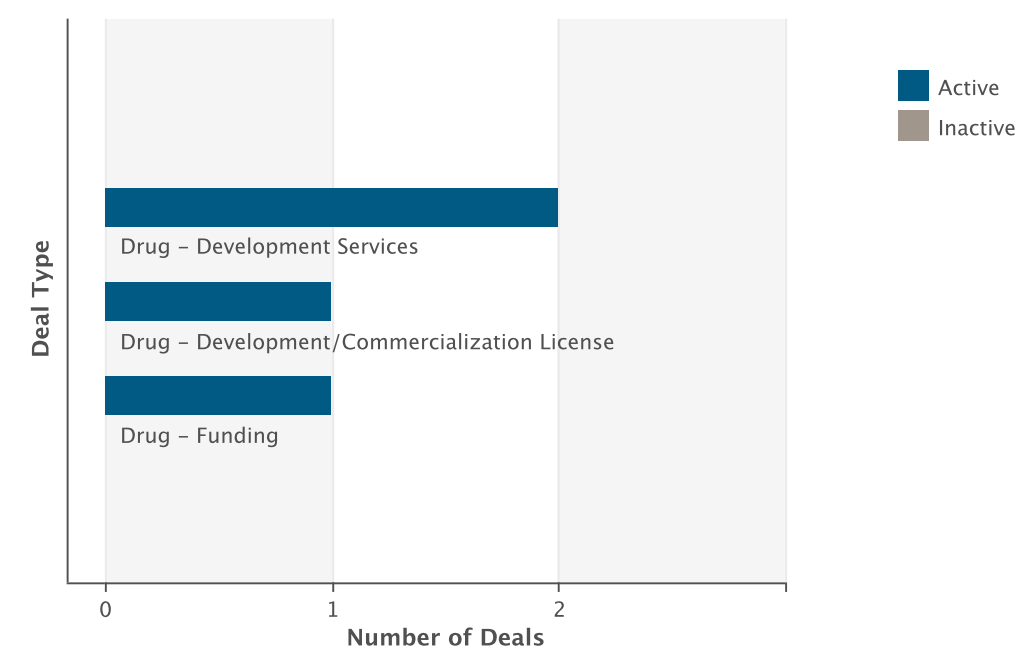 Active
Inactive
Deal Type
Drug – Development Services
Drug – Development/Commercialization License
Drug – Funding
0 1 2
Number of Deals